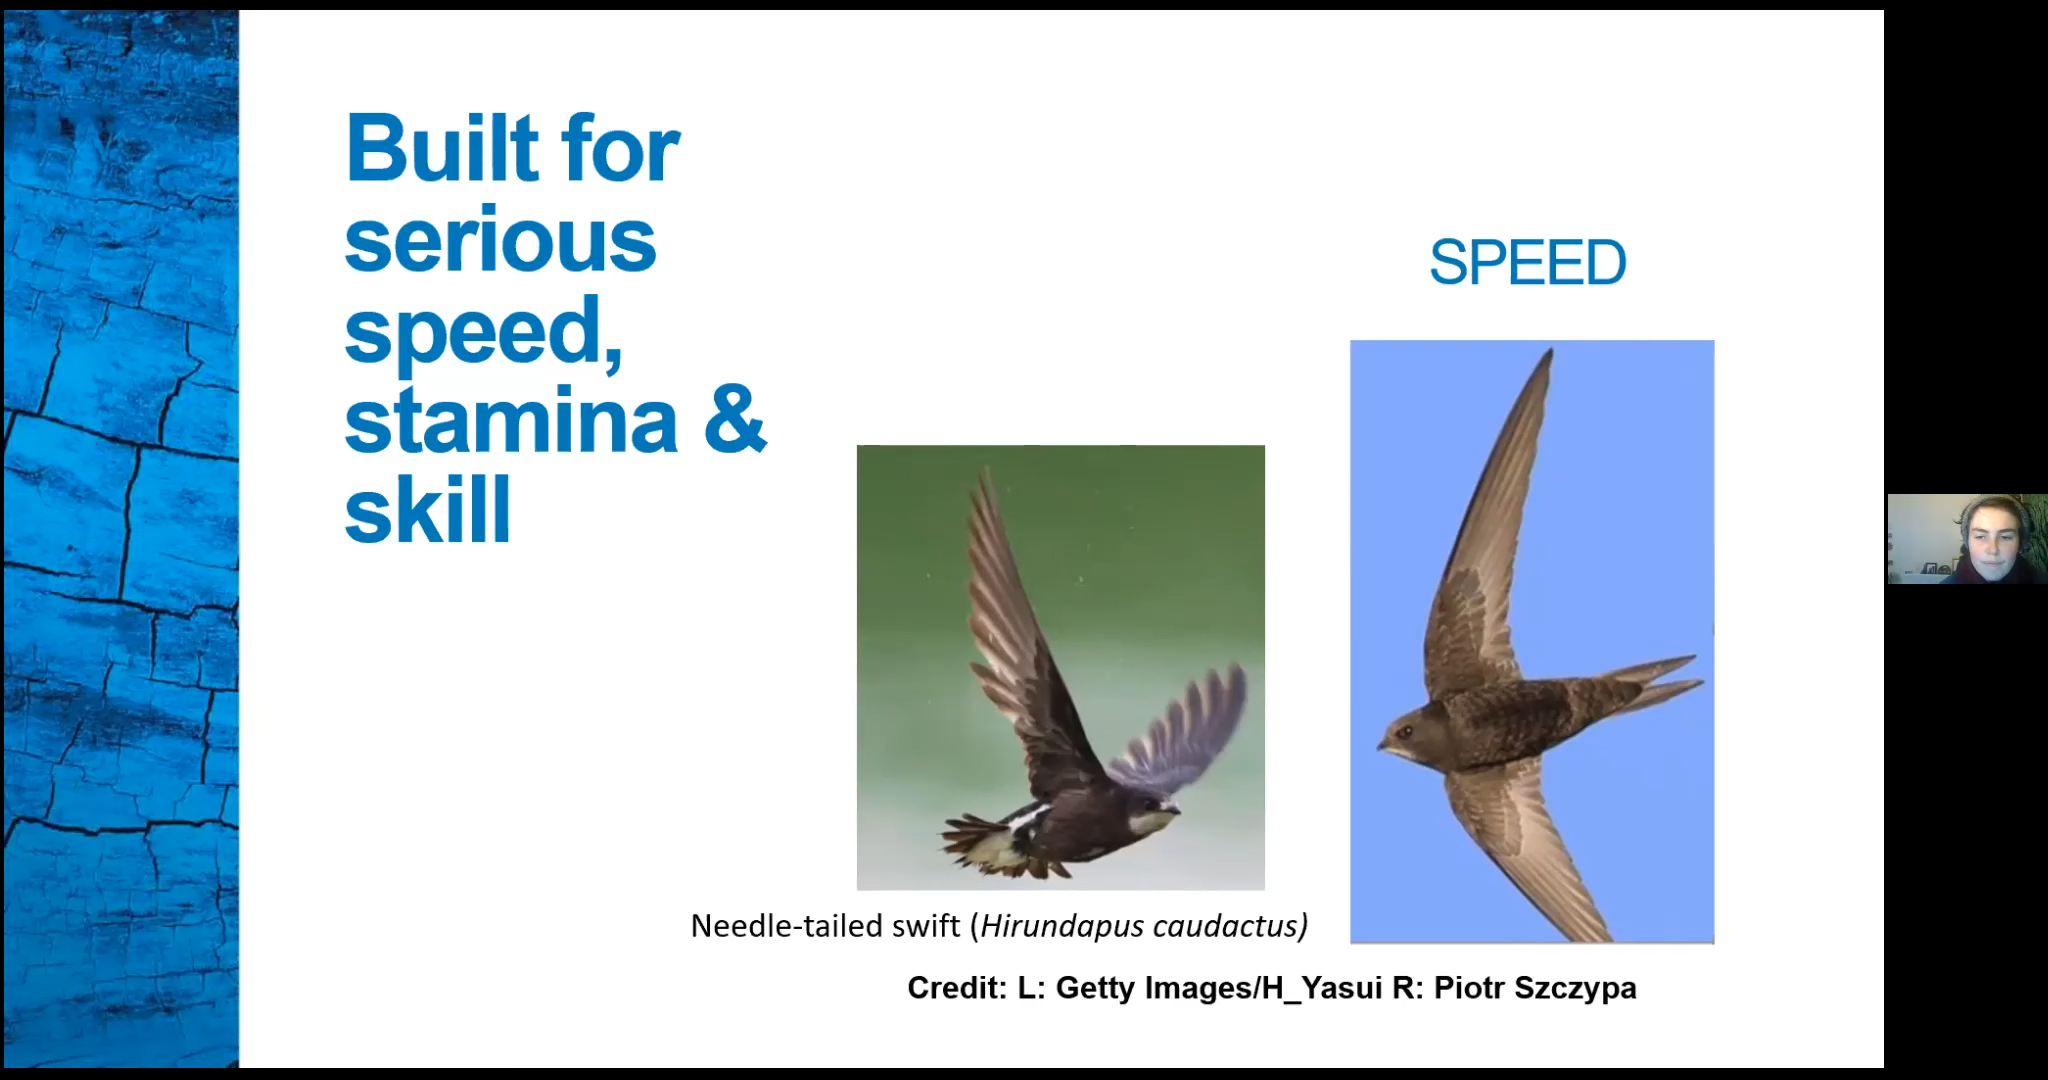 Built for
serious
speed,
stamina &
skill
SPEED
Needle-tailed swift (Hirundapus caudactus)
Credit: L: Getty Images/H_Yasui R: Piotr Szczypa